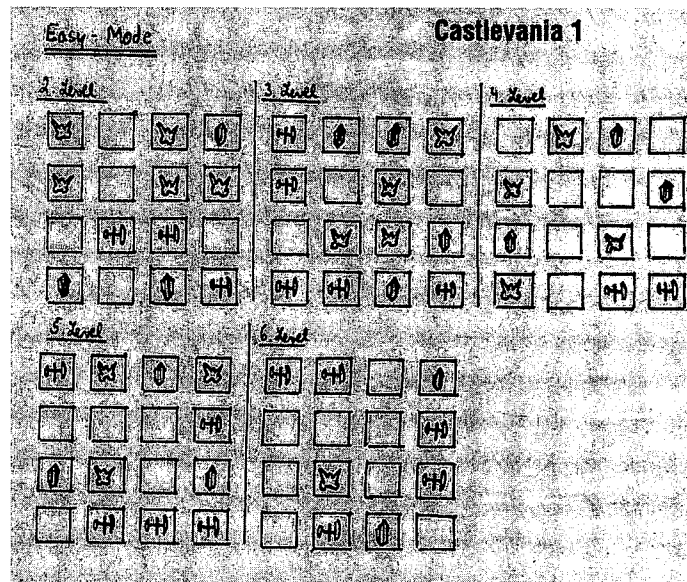 Easy-Mode
Castlevania 1
2. Level
3. Level
4. Level
5. Level
6. Level